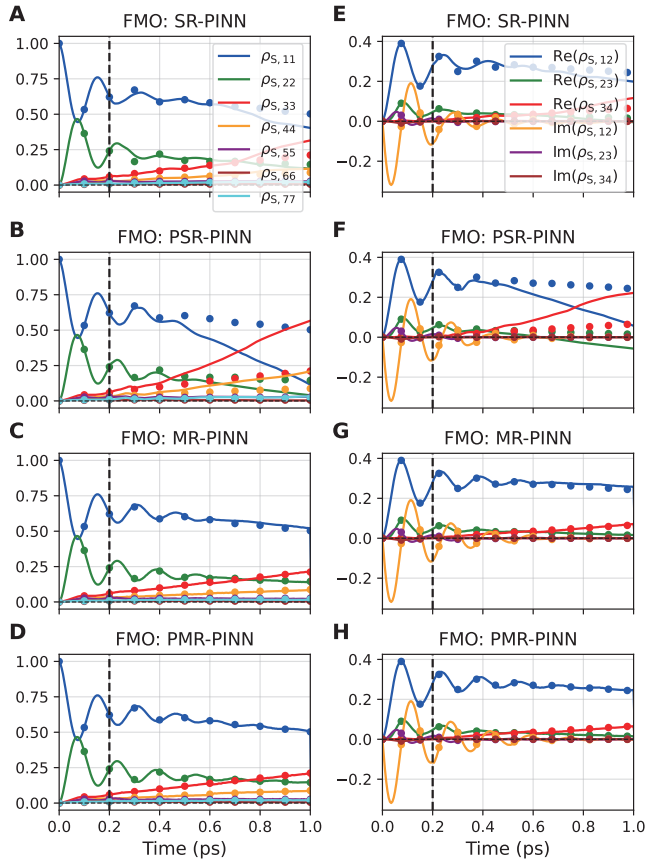 A
FMO: SR-PINN
1.00
0.75
0.50
0.25
0.00
ρS,11
ρS,22
ρS,33
ρS,44
ρS,55
ρS,66
ρS,77
E
FMO: SR-PINN
0.4
0.2
0.0
−0.2
Re(ρS,12)
Re(ρS,23)
Re(ρS,34)
Im(ρS,12)
Im(ρS,23)
Im(ρS,34)
B
FMO: PSR-PINN
1.00
0.75
0.50
0.25
0.00
F
FMO: PSR-PINN
0.4
0.2
0.0
−0.2
C
FMO: MR-PINN
1.00
0.75
0.50
0.25
0.00
G
FMO: MR-PINN
0.4
0.2
0.0
−0.2
D
FMO: PMR-PINN
1.00
0.75
0.50
0.25
0.00
0.0 0.2 0.4 0.6 0.8 1.0
Time (ps)
H
FMO: PMR-PINN
0.4
0.2
0.0
−0.2
0.0 0.2 0.4 0.6 0.8 1.0
Time (ps)